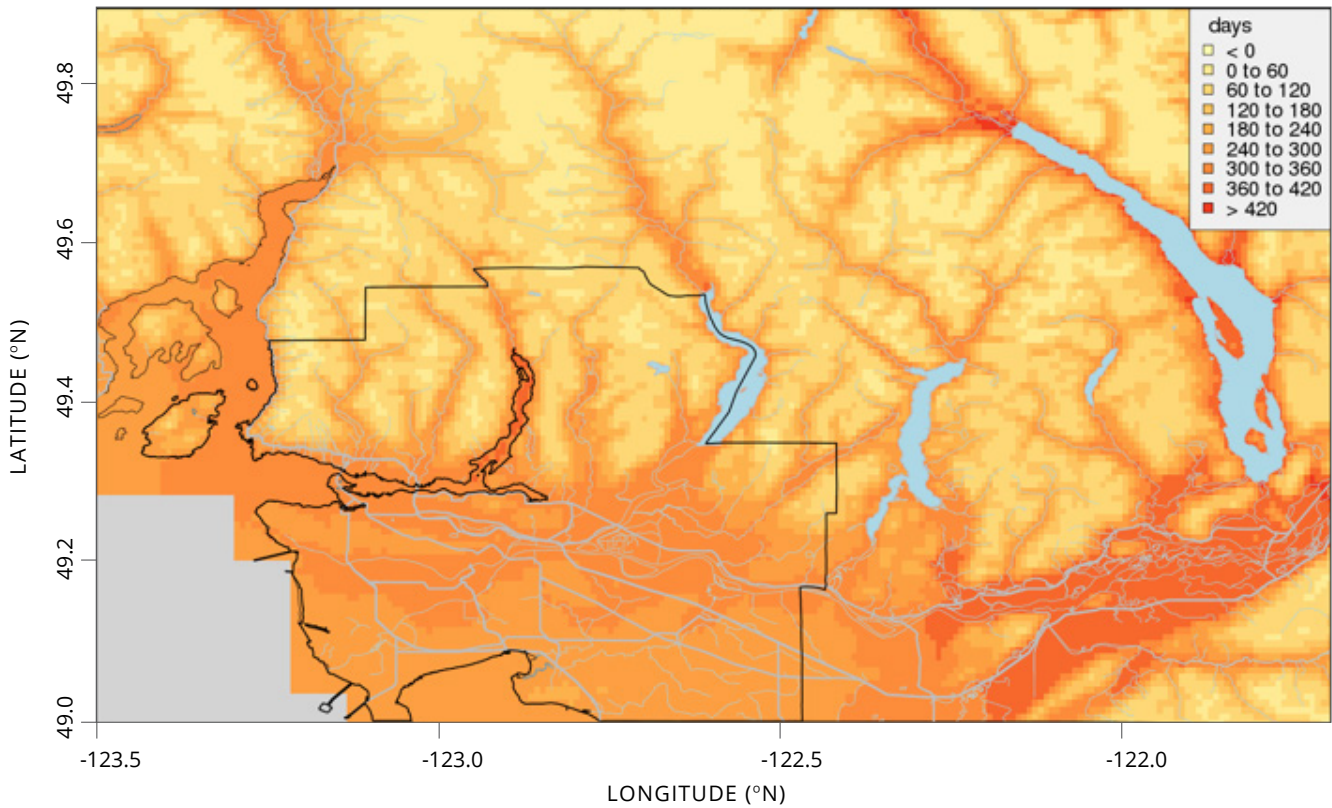 days
< 0
0 to 60
60 to 120
120 to 180
180 to 240
240 to 300
300 to 360
360 to 420
> 420
49.8
49.6
49.4
49.2
49.0
LATITUDE (°N)
-123.5
-123.0
-122.5
-122.0
LONGITUDE (°N)